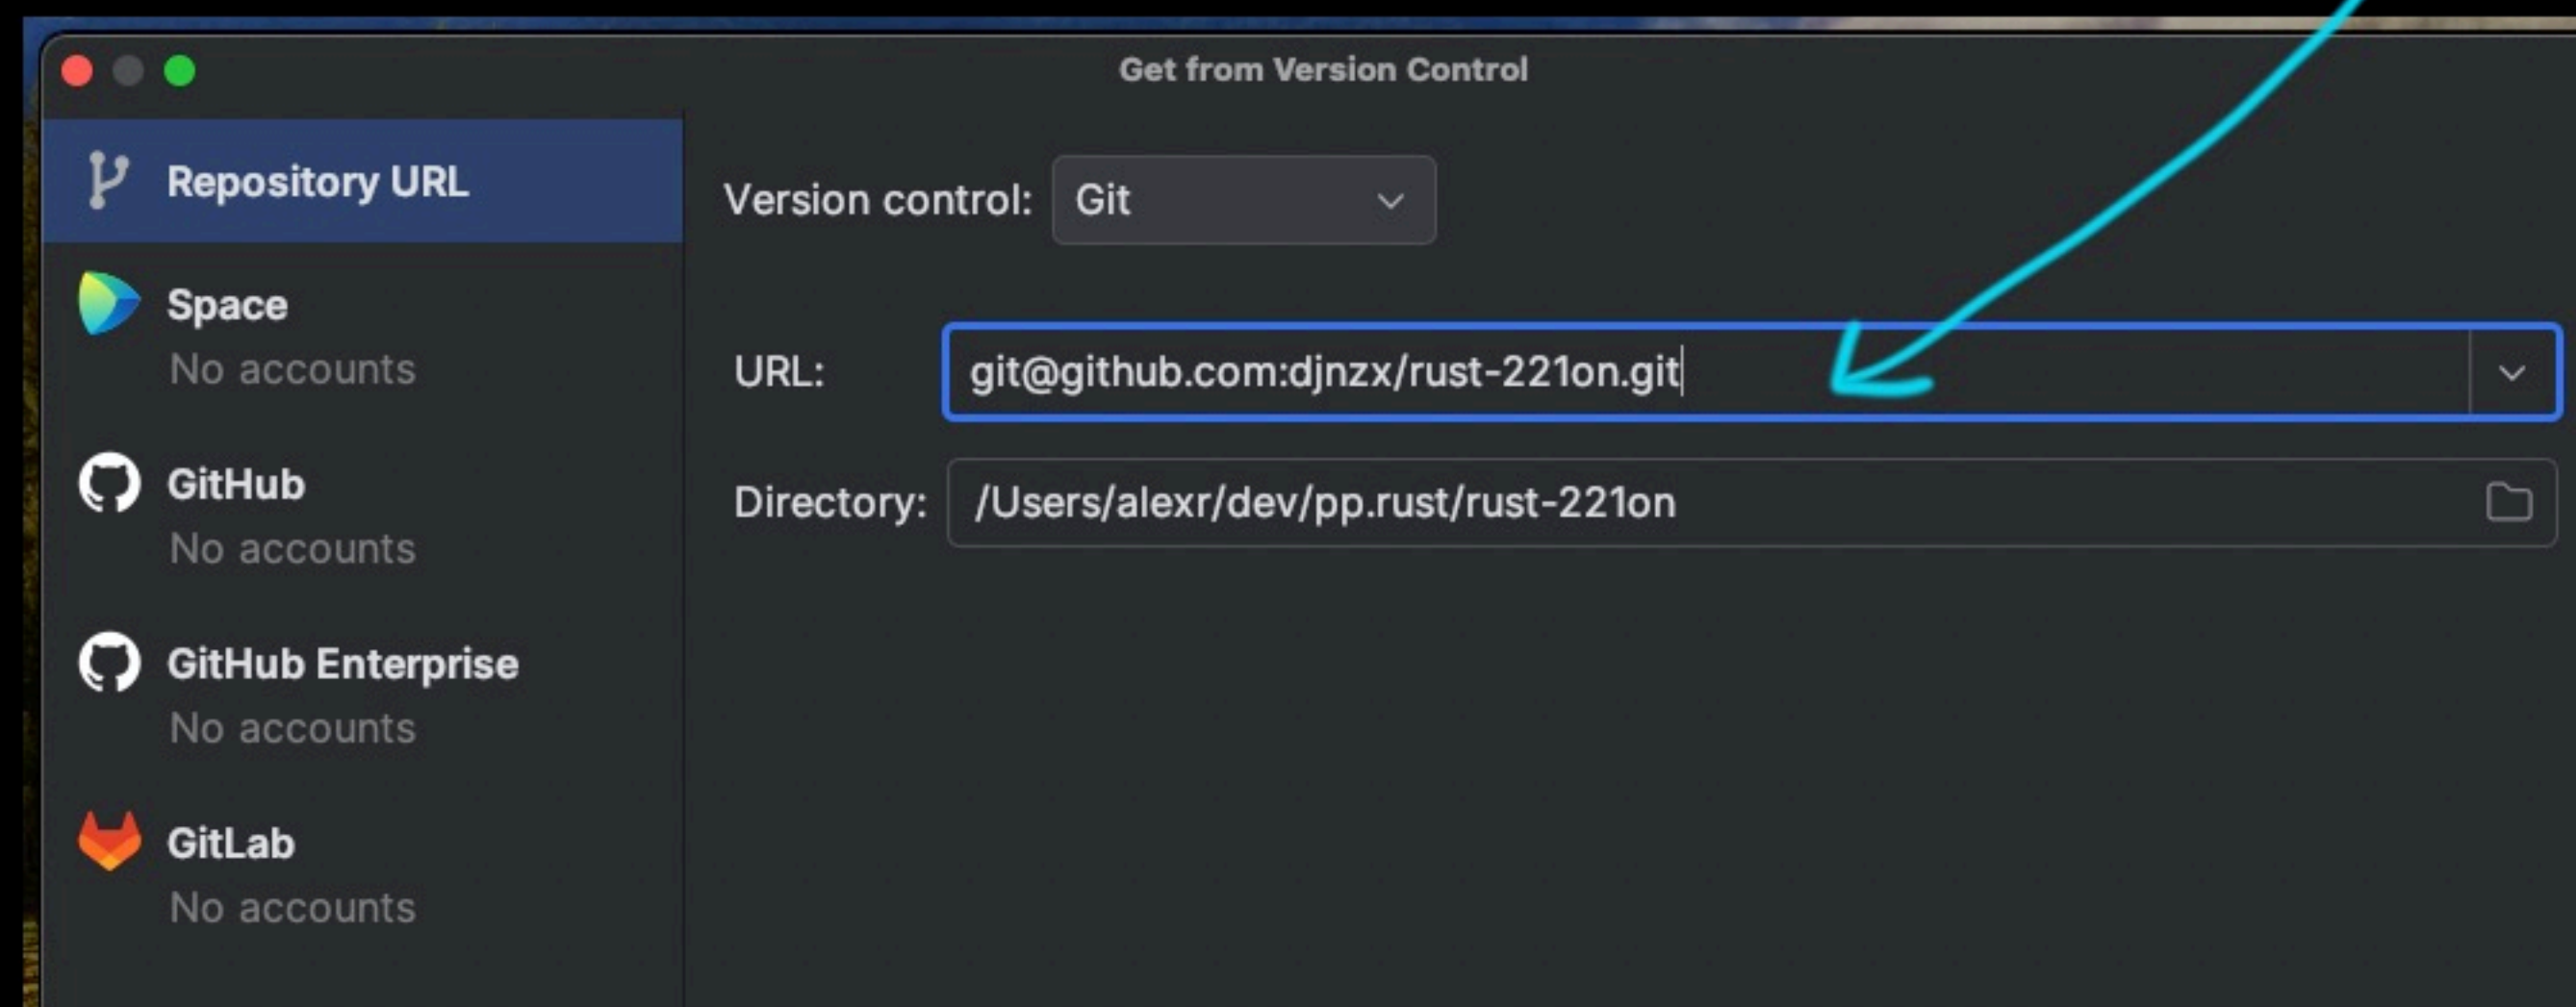 Get from Version Control
Repository URL
Space
No accounts
GitHub
No accounts
GitHub Enterprise
No accounts
GitLab
No accounts
Version control: Git
URL: git@github.com:djnzx/rust-221on.git
Directory: /Users/alexr/dev/pp.rust/rust-221on